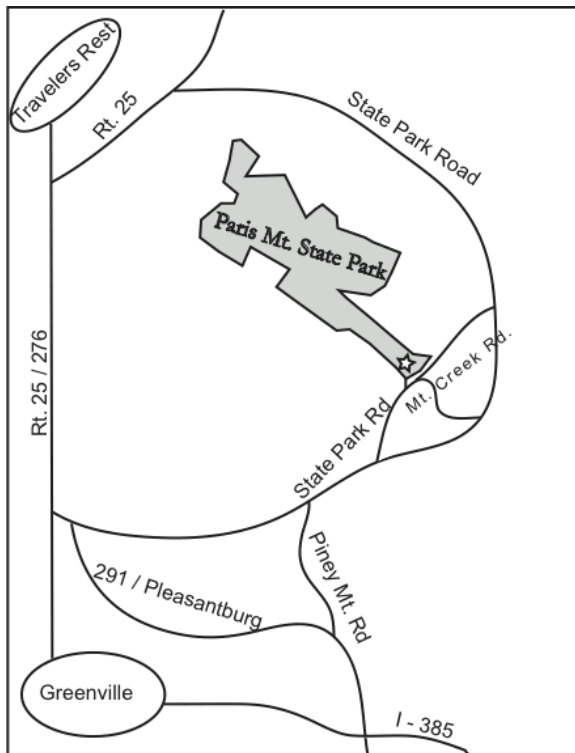 Travelers Rest
Rt. 25
State Park Road
Paris Mt. State Park
Rt. 25 / 276
Mt. Creek Rd.
State Park Rd
291 / Pleasantburg
Piney Mt. Rd
Greenville
I - 385